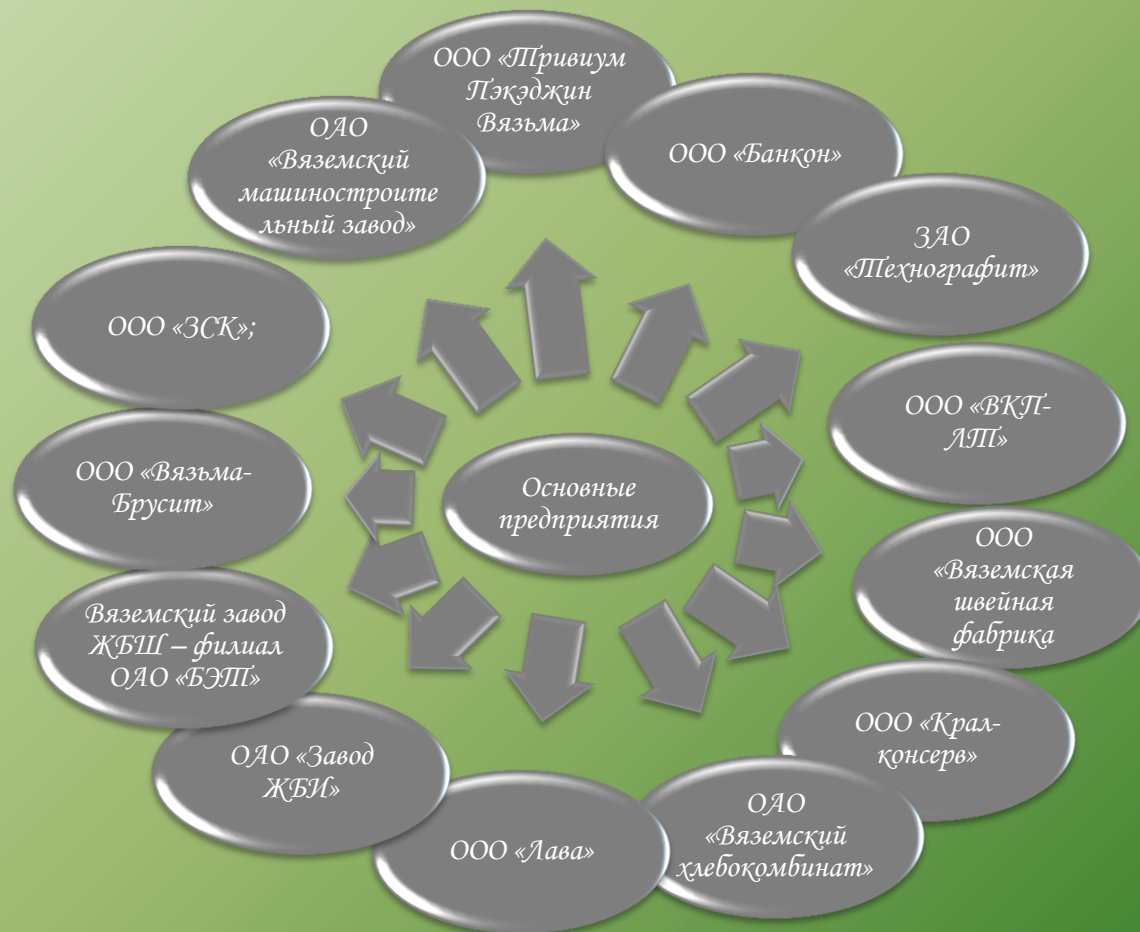 ООО «Тривиум
Пэкэджин
Вязьма»
ООО «Банкон»
ЗАО
«Технографит»
ООО «ВКП-
ЛТ»
ООО
«Вяземская
швейная
фабрика
ООО «Крал-
консерв»
ОАО
«Вяземский
хлебокомбинат»
ООО «Лава»
ОАО «Завод
ЖБИ»
Вяземский завод
ЖБШ – филиал
ОАО «БЭТ»
ООО «Вязьма-
Брусит»
ООО «ЗСК»;
ОАО
«Вяземский
машиностроите
льный завод»
Основные
предприятия